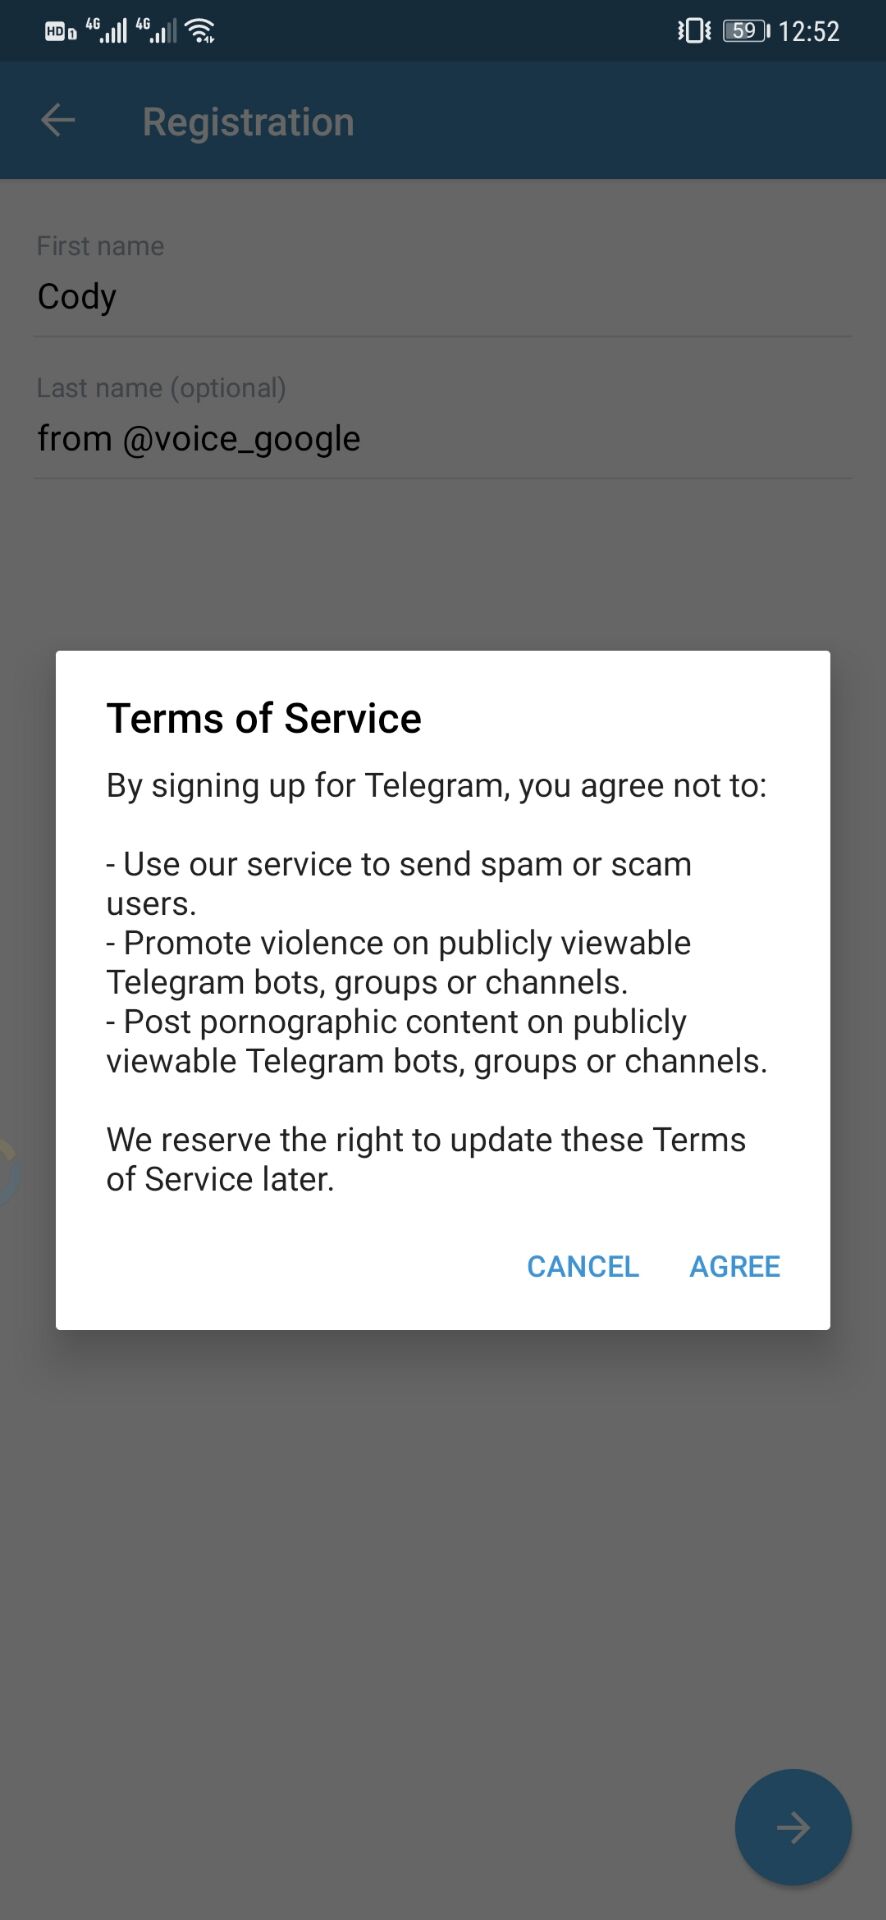 HD 1 4G 4G 59 12:52
Registration
First name
Cody
Last name (optional)
from @voice_google
Terms of Service
By signing up for Telegram, you agree not to:
- Use our service to send spam or scam
users.
- Promote violence on publicly viewable
Telegram bots, groups or channels.
- Post pornographic content on publicly
viewable Telegram bots, groups or channels.
We reserve the right to update these Terms
of Service later.
CANCEL AGREE